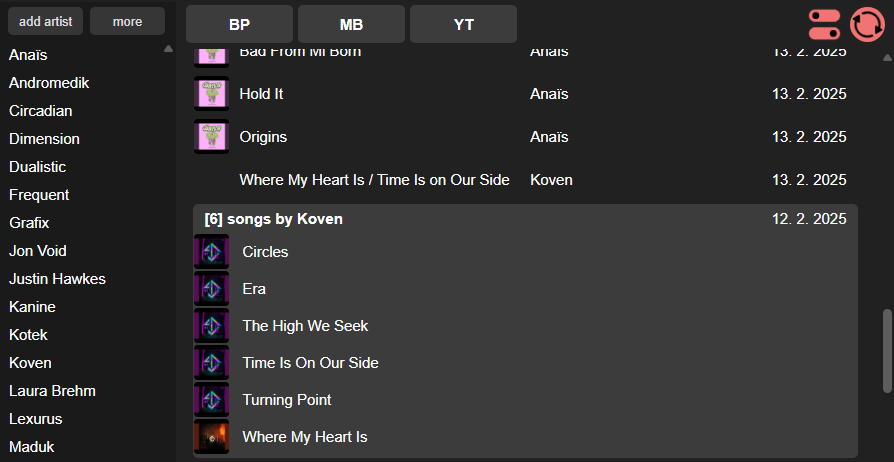 add artist more
Anaïs
Andromedik
Circadian
Dimension
Dualistic
Frequent
Grafix
Jon Void
Justin Hawkes
Kanine
Kotek
Koven
Laura Brehm
Lexurus
Maduk
BP MB YT
Bad From Mi Born Anaïs 13. 2. 2025
Hold It Anaïs 13. 2. 2025
Origins Anaïs 13. 2. 2025
Where My Heart Is / Time Is on Our Side Koven 13. 2. 2025
[6] songs by Koven 12. 2. 2025
Circles
Era
The High We Seek
Time Is On Our Side
Turning Point
Where My Heart Is